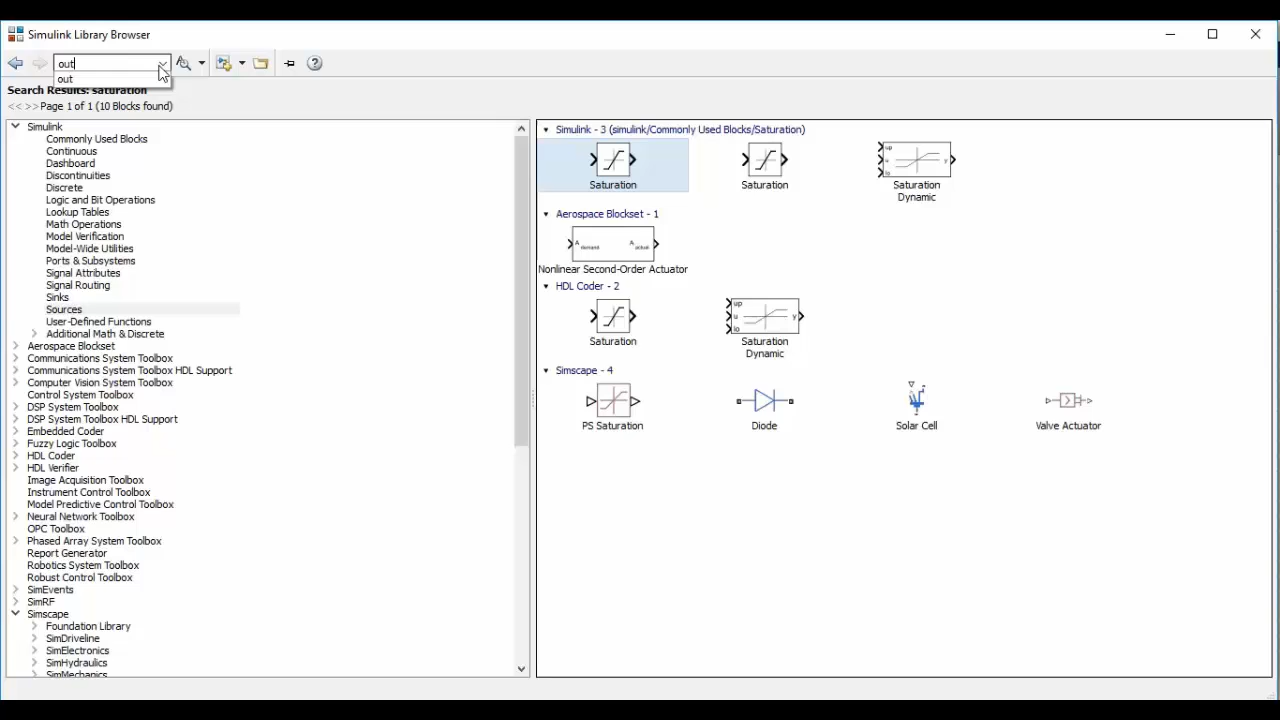 Simulink Library Browser
out
out
Search Results: saturation
<< >> Page 1 of 1 (10 Blocks found)
Simulink
Commonly Used Blocks
Continuous
Dashboard
Discontinuities
Discrete
Logic and Bit Operations
Lookup Tables
Math Operations
Model Verification
Model-Wide Utilities
Ports & Subsystems
Signal Attributes
Signal Routing
Sinks
Sources
User-Defined Functions
Additional Math & Discrete
Aerospace Blockset
Communications System Toolbox
Communications System Toolbox HDL Support
Computer Vision System Toolbox
Control System Toolbox
DSP System Toolbox
DSP System Toolbox HDL Support
Embedded Coder
Fuzzy Logic Toolbox
HDL Coder
HDL Verifier
Image Acquisition Toolbox
Instrument Control Toolbox
Model Predictive Control Toolbox
Neural Network Toolbox
OPC Toolbox
Phased Array System Toolbox
Report Generator
Robotics System Toolbox
Robust Control Toolbox
SimEvents
SimRF
Simscape
Foundation Library
SimDriveline
SimElectronics
SimHydraulics
SimMechanics
Simulink - 3 (simulink/Commonly Used Blocks/Saturation)
up
u
lo
y
Saturation
Saturation
Saturation
Dynamic
Aerospace Blockset - 1
A demand
A actual
Nonlinear Second-Order Actuator
HDL Coder - 2
up
u
lo
y
Saturation
Saturation
Dynamic
Simscape - 4
PS Saturation
Diode
Solar Cell
Valve Actuator